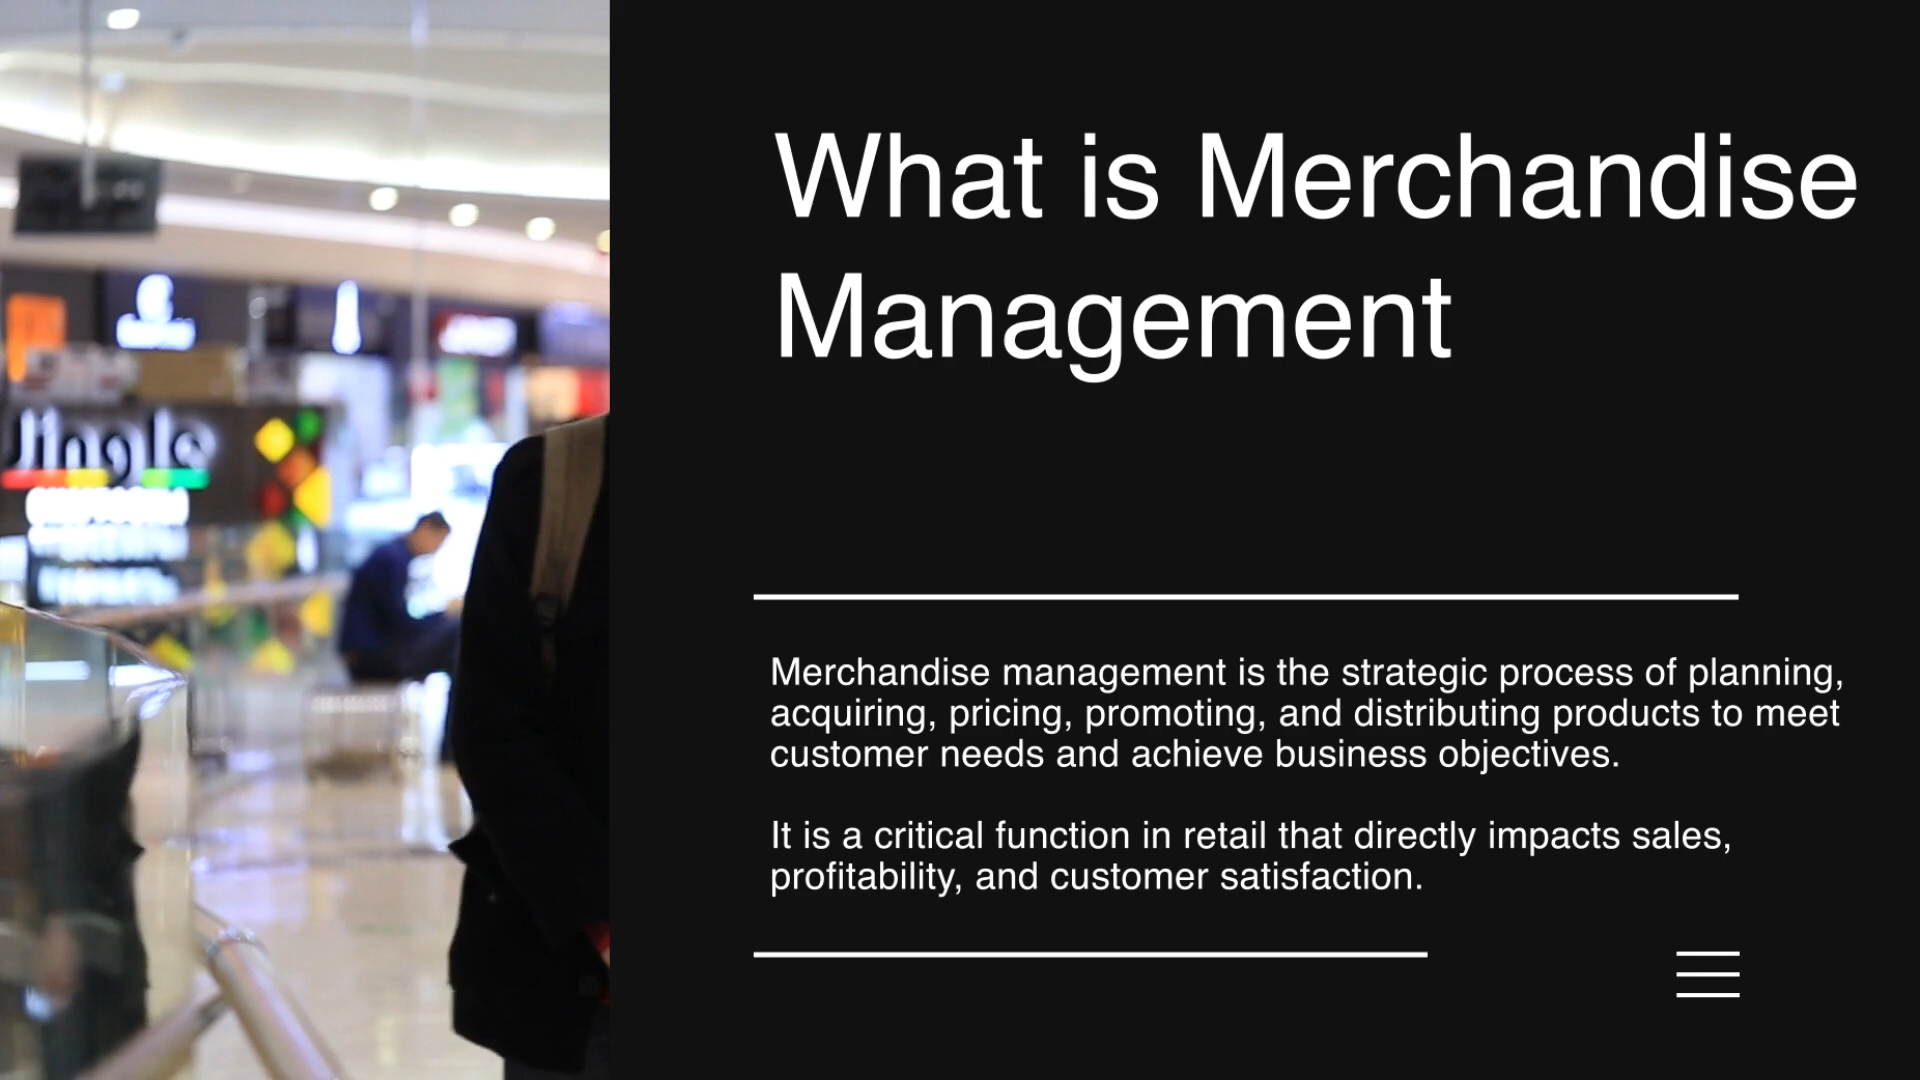 Jingle
What is Merchandise
Management
Merchandise management is the strategic process of planning,
acquiring, pricing, promoting, and distributing products to meet
customer needs and achieve business objectives.
It is a critical function in retail that directly impacts sales,
profitability, and customer satisfaction.